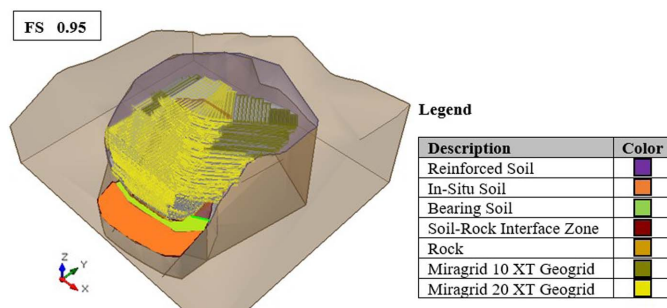 FS 0.95
Legend
Description Color
Reinforced Soil
In-Situ Soil
Bearing Soil
Soil-Rock Interface Zone
Rock
Miragrid 10 XT Geogrid
Miragrid 20 XT Geogrid
Z
Y
X